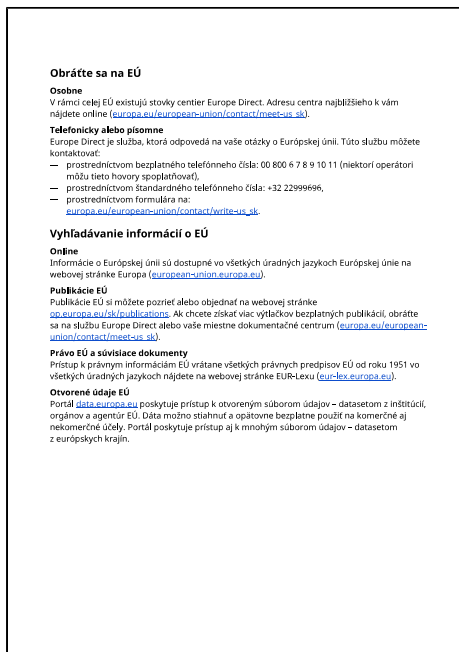 Obráťte sa na EÚ
Osobne
V rámci celej EÚ existujú stovky centier Europe Direct. Adresu centra najbližšieho k vám
nájdete online (europa.eu/european-union/contact/meet-us_sk).
Telefonicky alebo písomne
Europe Direct je služba, ktorá odpovedá na vaše otázky o Európskej únii. Túto službu môžete
kontaktovať:
— prostredníctvom bezplatného telefónneho čísla: 00 800 6 7 8 9 10 11 (niektorí operátori
môžu tieto hovory spoplatňovať),
— prostredníctvom štandardného telefónneho čísla: +32 22999696,
— prostredníctvom formulára na:
europa.eu/european-union/contact/write-us_sk.
Vyhľadávanie informácií o EÚ
Online
Informácie o Európskej únii sú dostupné vo všetkých úradných jazykoch Európskej únie na
webovej stránke Europa (european-union.europa.eu).
Publikácie EÚ
Publikácie EÚ si môžete pozrieť alebo objednať na webovej stránke
op.europa.eu/sk/publications. Ak chcete získať viac výtlačkov bezplatných publikácií, obráťte
sa na službu Europe Direct alebo vaše miestne dokumentačné centrum (europa.eu/european-
union/contact/meet-us_sk).
Právo EÚ a súvisiace dokumenty
Prístup k právnym informáciám EÚ vrátane všetkých právnych predpisov EÚ od roku 1951 vo
všetkých úradných jazykoch nájdete na webovej stránke EUR-Lexu (eur-lex.europa.eu).
Otvorené údaje EÚ
Portál data.europa.eu poskytuje prístup k otvoreným súborom údajov – datasetom z inštitúcií,
orgánov a agentúr EÚ. Dáta možno stiahnuť a opätovne bezplatne použiť na komerčné aj
nekomerčné účely. Portál poskytuje prístup aj k mnohým súborom údajov – datasetom
z európskych krajín.